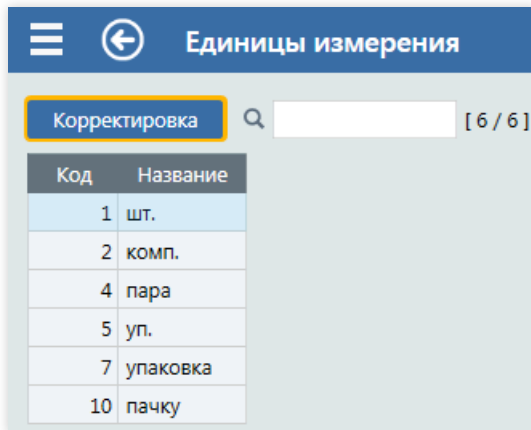 Единицы измерения
Корректировка [ 6 / 6 ]
Код Название
1 шт.
2 комп.
4 пара
5 уп.
7 упаковка
10 пачку